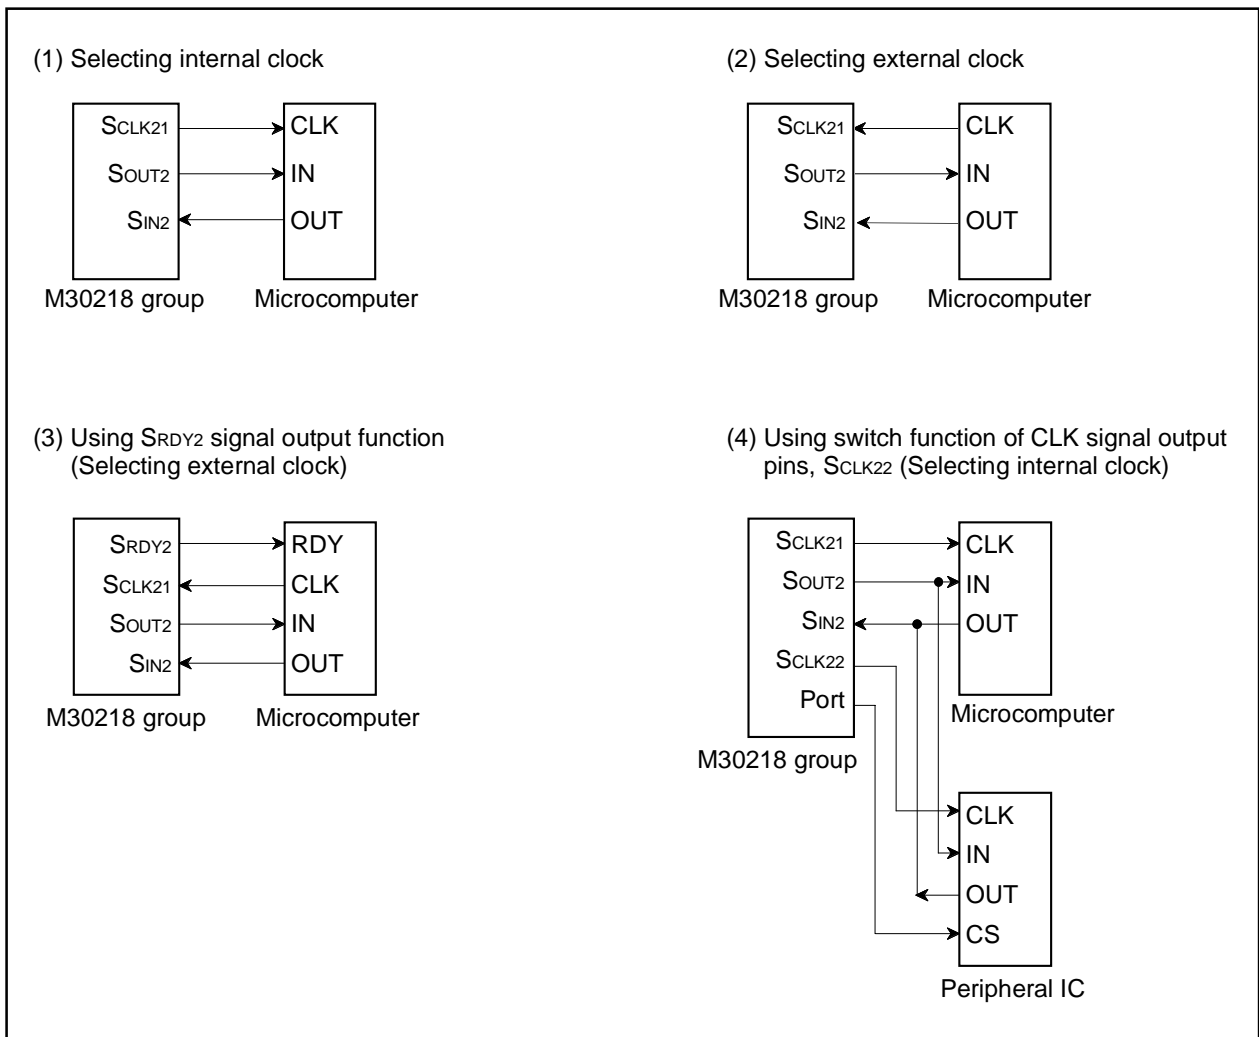 (1) Selecting internal clock
SCLK21 CLK
SOUT2 IN
SIN2 OUT
M30218 group Microcomputer
(2) Selecting external clock
SCLK21 CLK
SOUT2 IN
SIN2 OUT
M30218 group Microcomputer
(3) Using SRDY2 signal output function
(Selecting external clock)
SRDY2 RDY
SCLK21 CLK
SOUT2 IN
SIN2 OUT
M30218 group Microcomputer
(4) Using switch function of CLK signal output
pins, SCLK22 (Selecting internal clock)
SCLK21 CLK
SOUT2 IN
SIN2 OUT
SCLK22
Port
Microcomputer
M30218 group
CLK
IN
OUT
CS
Peripheral IC